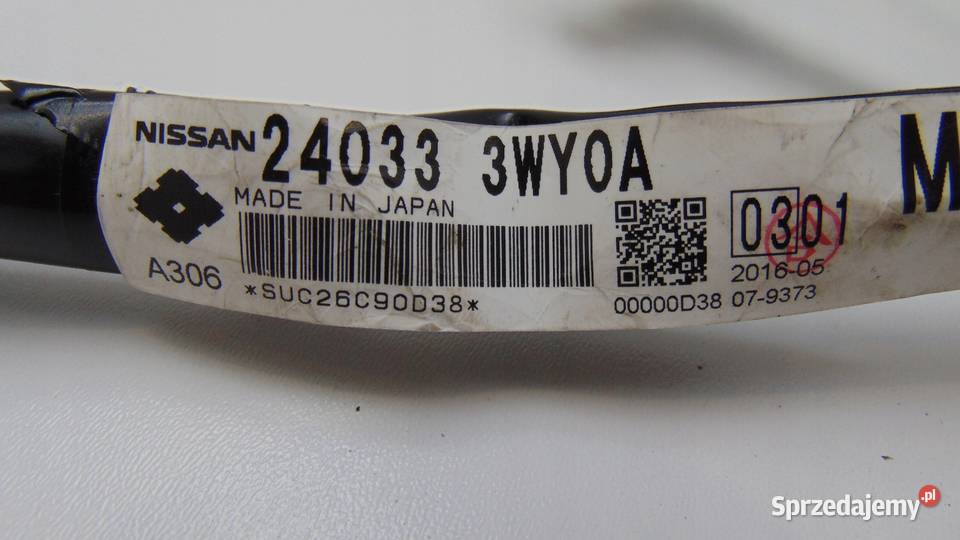 NISSAN 24033 3WY0A
MADE IN JAPAN
A306
*SUC26C90D38*
00000D38
0301
2016-05
07-9373
M
Sprzedajemy.pl